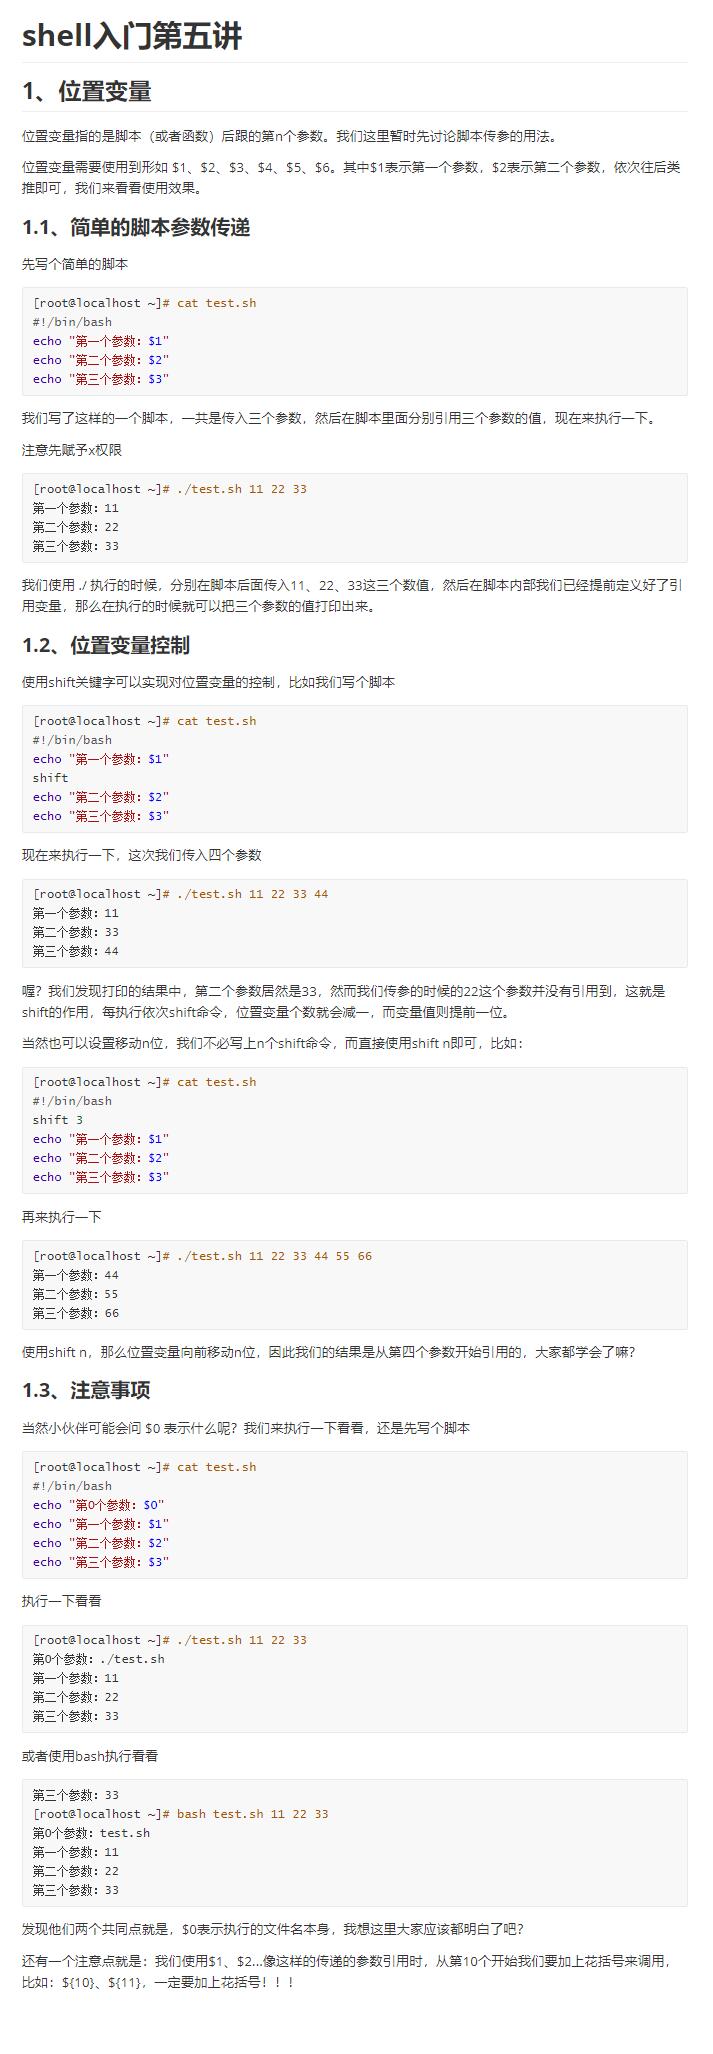 shell入门第五讲
1、位置变量
位置变量指的是脚本（或者函数）后跟的第n个参数。我们这里暂时先讨论脚本传参的用法。
位置变量需要使用到形如 $1、$2、$3、$4、$5、$6。其中$1表示第一个参数，$2表示第二个参数，依次往后类
推即可，我们来看看使用效果。
1.1、简单的脚本参数传递
先写个简单的脚本
[root@localhost ~]# cat test.sh
#!/bin/bash
echo "第一个参数：$1"
echo "第二个参数：$2"
echo "第三个参数：$3"
我们写了这样的一个脚本，一共是传入三个参数，然后在脚本里面分别引用三个参数的值，现在来执行一下。
注意先赋予x权限
[root@localhost ~]# ./test.sh 11 22 33
第一个参数：11
第二个参数：22
第三个参数：33
我们使用 ./ 执行的时候，分别在脚本后面传入11、22、33这三个数值，然后在脚本内部我们已经提前定义好了引
用变量，那么在执行的时候就可以把三个参数的值打印出来。
1.2、位置变量控制
使用shift关键字可以实现对位置变量的控制，比如我们写个脚本
[root@localhost ~]# cat test.sh
#!/bin/bash
echo "第一个参数：$1"
shift
echo "第二个参数：$2"
echo "第三个参数：$3"
现在来执行一下，这次我们传入四个参数
[root@localhost ~]# ./test.sh 11 22 33 44
第一个参数：11
第二个参数：33
第三个参数：44
喔？我们发现打印的结果中，第二个参数居然是33，然而我们传参的时候的22这个参数并没有引用到，这就是
shift的作用，每执行依次shift命令，位置变量个数就会减一，而变量值则提前一位。
当然也可以设置移动n位，我们不必写上n个shift命令，而直接使用shift n即可，比如：
[root@localhost ~]# cat test.sh
#!/bin/bash
shift 3
echo "第一个参数：$1"
echo "第二个参数：$2"
echo "第三个参数：$3"
再来执行一下
[root@localhost ~]# ./test.sh 11 22 33 44 55 66
第一个参数：44
第二个参数：55
第三个参数：66
使用shift n，那么位置变量向前移动n位，因此我们的结果是从第四个参数开始引用的，大家都学会了嘛？
1.3、注意事项
当然小伙伴可能会问 $0 表示什么呢？我们来执行一下看看，还是先写个脚本
[root@localhost ~]# cat test.sh
#!/bin/bash
echo "第0个参数：$0"
echo "第一个参数：$1"
echo "第二个参数：$2"
echo "第三个参数：$3"
执行一下看看
[root@localhost ~]# ./test.sh 11 22 33
第0个参数：./test.sh
第一个参数：11
第二个参数：22
第三个参数：33
或者使用bash执行看看
第三个参数：33
[root@localhost ~]# bash test.sh 11 22 33
第0个参数：test.sh
第一个参数：11
第二个参数：22
第三个参数：33
发现他们两个共同点就是，$0表示执行的文件名本身，我想这里大家应该都明白了吧？
还有一个注意点就是：我们使用$1、$2...像这样的传递的参数引用时，从第10个开始我们要加上花括号来调用，
比如：${10}、${11}，一定要加上花括号！！！